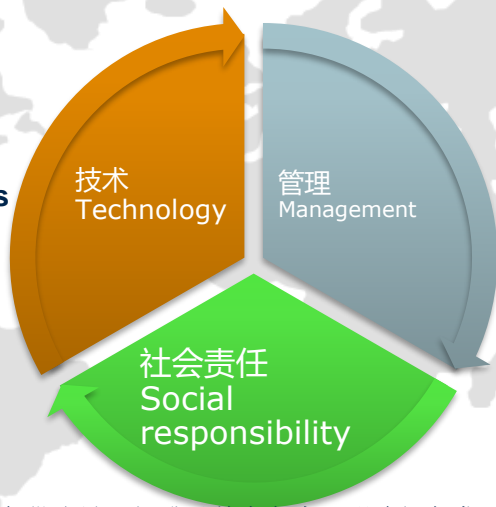 技术
Technology
管理
Management
社会责任
Social
responsibility